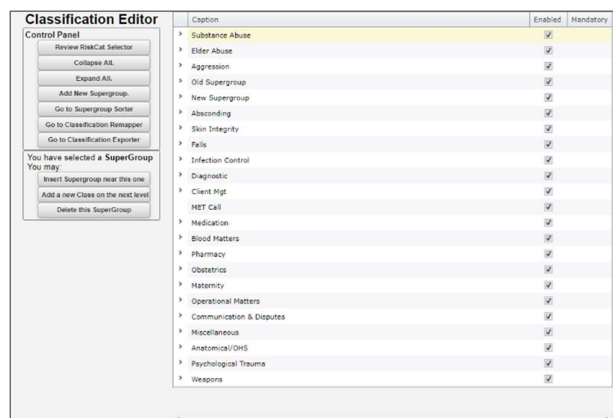 Classification Editor
Control Panel
Review RiskCat Selector
Collapse All.
Expand All.
Add New Supergroup.
Go to Supergroup Sorter
Go to Classification Remapper
Go to Classification Exporter
You have selected a SuperGroup
You may:
Insert Supergroup near this one
Add a new Class on the next level
Delete this SuperGroup
Caption Enabled Mandatory
Substance Abuse
Elder Abuse
Aggression
Old Supergroup
New Supergroup
Absconding
Skin Integrity
Falls
Infection Control
Diagnostic
Client Mgt
MET Call
Medication
Blood Matters
Pharmacy
Obstetrics
Maternity
Operational Matters
Communication & Disputes
Miscellaneous
Anatomical/OHS
Psychological Trauma
Weapons